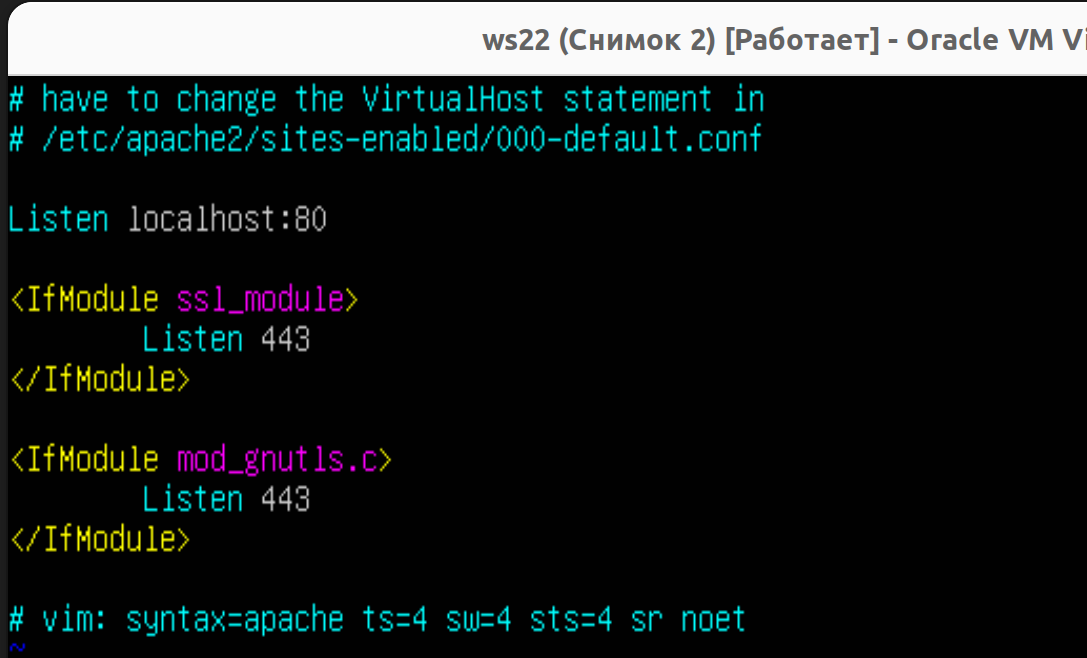 ws22 (Снимок 2) [Работает] - Oracle VM Vi
# have to change the VirtualHost statement in
# /etc/apache2/sites-enabled/000-default.conf
Listen localhost:80
<IfModule ssl_module>
Listen 443
</IfModule>
<IfModule mod_gnutls.c>
Listen 443
</IfModule>
# vim: syntax=apache ts=4 sw=4 sts=4 sr noet
~